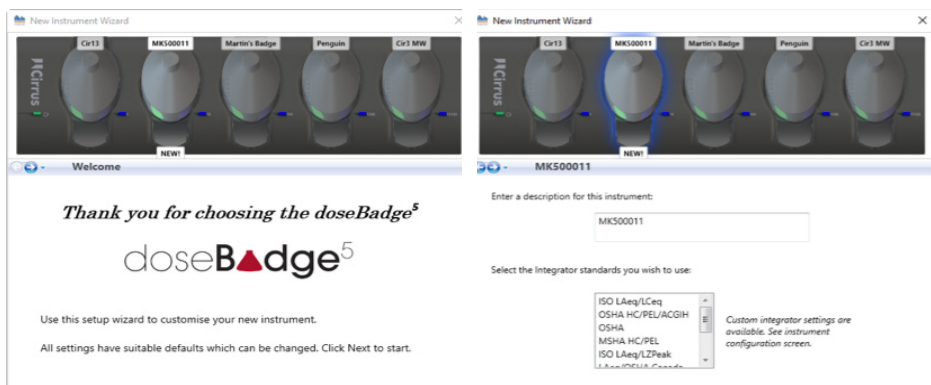 New Instrument Wizard
Cir13
MK500011
Martin's Badge
Penguin
Cir3 MW
Cirrus
NEW!
Welcome
Thank you for choosing the doseBadge⁵
doseBadge⁵
Use this setup wizard to customise your new instrument.
All settings have suitable defaults which can be changed. Click Next to start.
New Instrument Wizard
Cir13
MK500011
Martin's Badge
Penguin
Cir3 MW
Cirrus
NEW!
MK500011
Enter a description for this instrument:
MK500011
Select the Integrator standards you wish to use:
ISO LAeq/LCeq
OSHA HC/PEL/ACGIH
OSHA
MSHA HC/PEL
ISO LAeq/LZPeak
LAeq/OSHA Canada
Custom integrator settings are
available. See instrument
configuration screen.